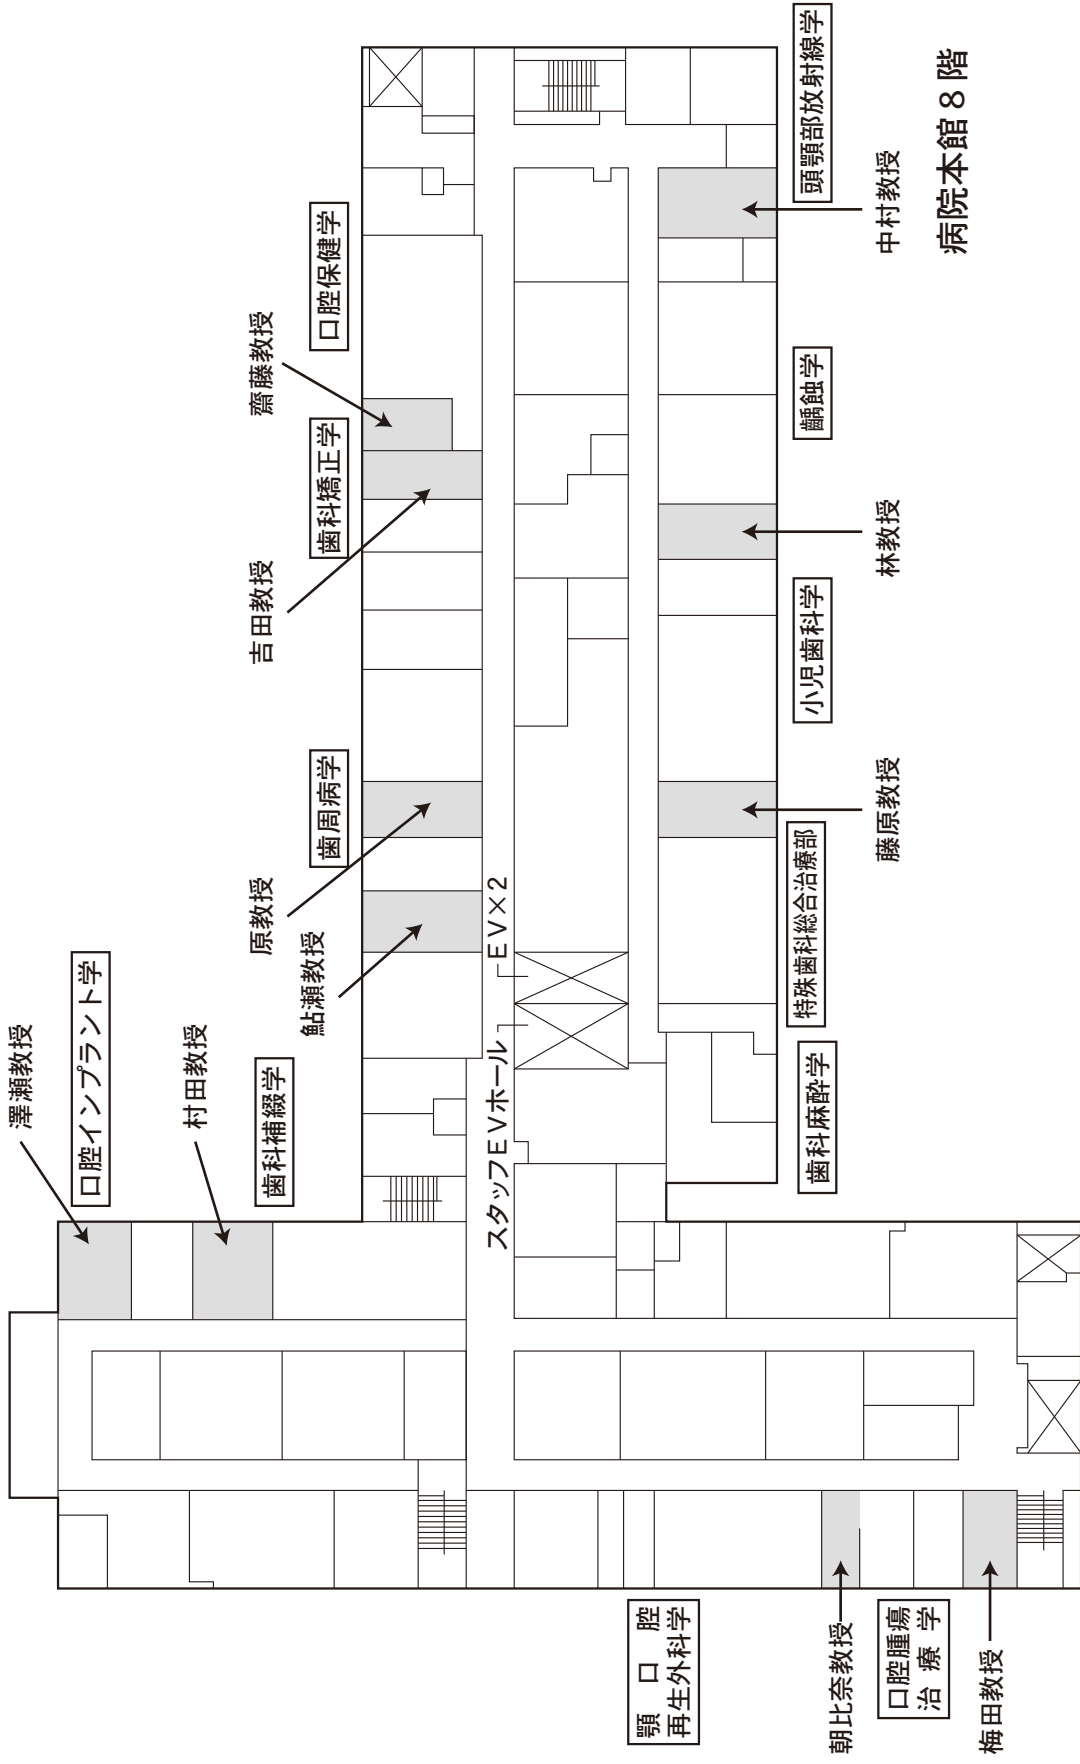 病院本館8階
澤瀬教授
口腔インプラント学
村田教授
歯科補綴学
鮎瀬教授
原教授
歯周病学
吉田教授
歯科矯正学
齋藤教授
口腔保健学
スタッフEVホール
EV×2
頭顎部放射線学
中村教授
齲蝕学
林教授
小児歯科学
藤原教授
特殊歯科総合治療部
歯科麻酔学
顎口腔
再生外科学
朝比奈教授
口腔腫瘍
治療学
梅田教授